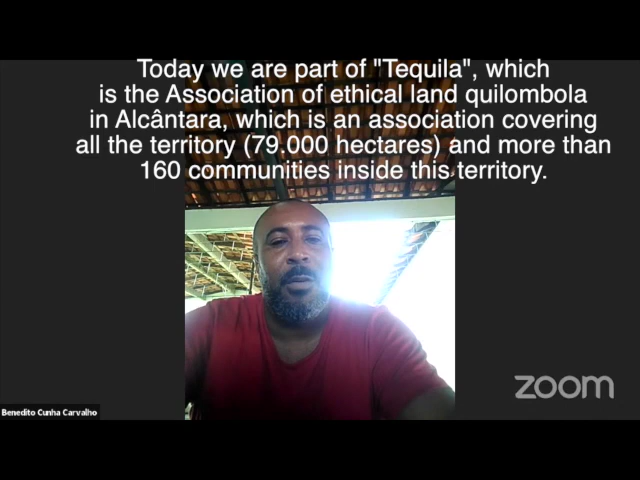 Today we are part of "Tequila", which
is the Association of ethical land quilombola
in Alcântara, which is an association covering
all the territory (79.000 hectares) and more than
160 communities inside this territory.
Benedito Cunha Carvalho
zoom